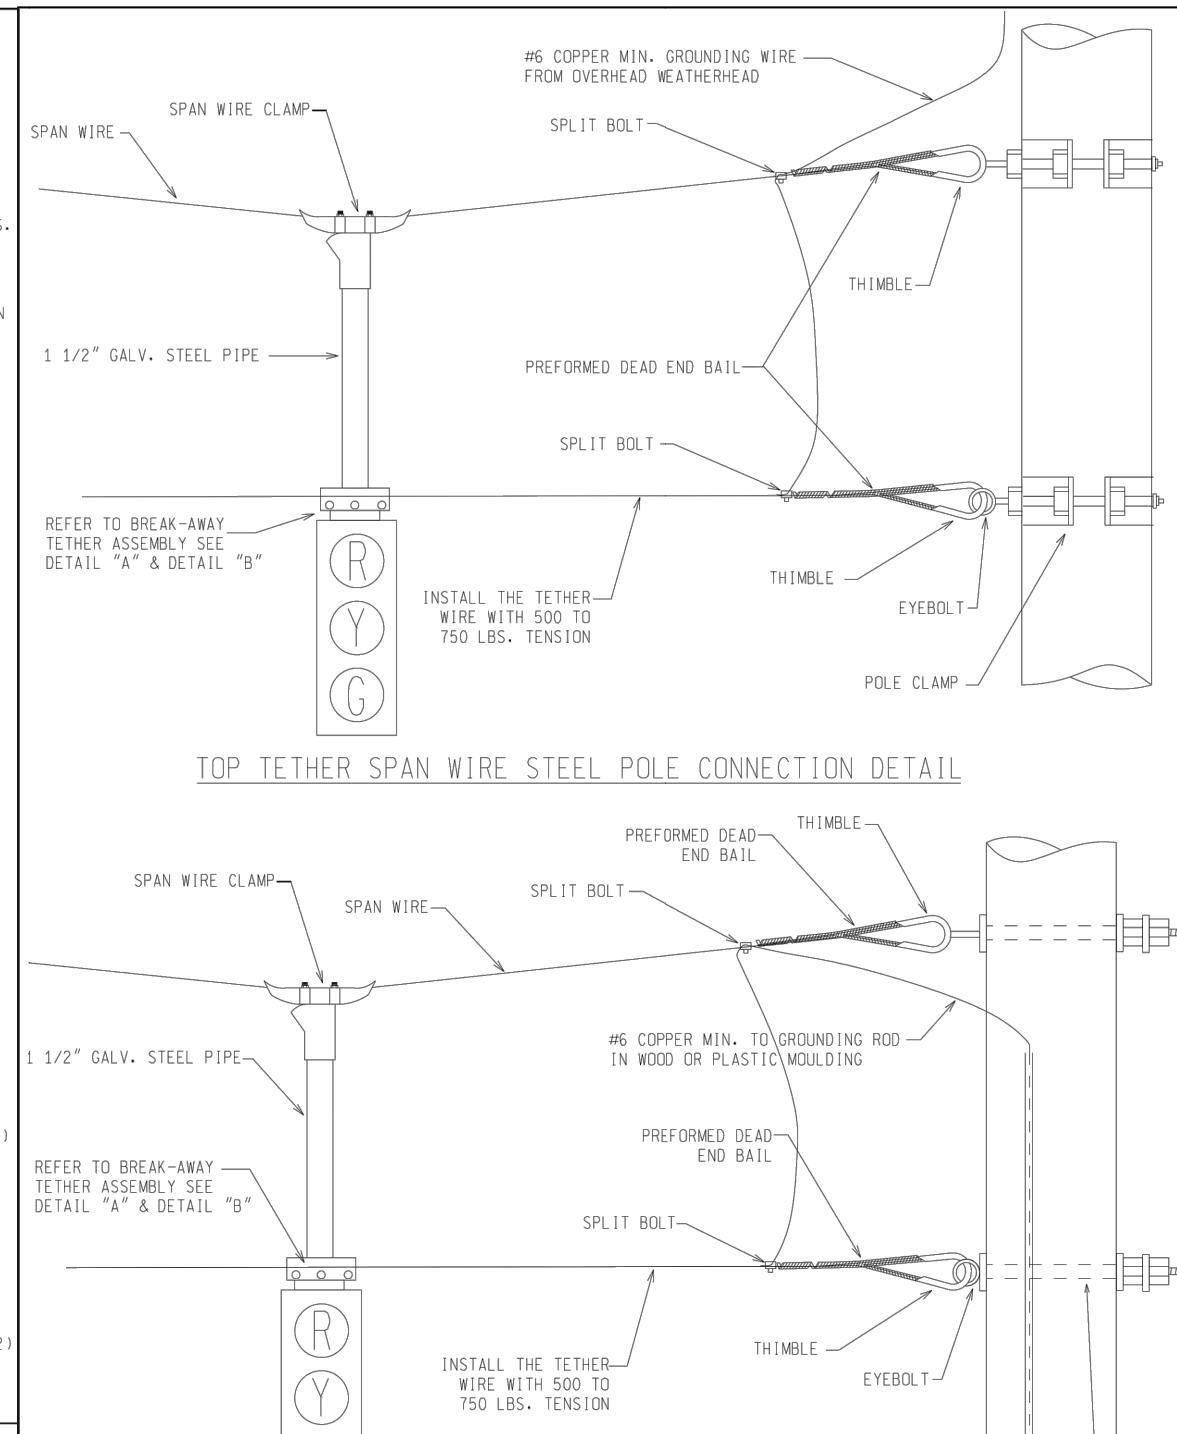 #6 COPPER MIN. GROUNDING WIRE
FROM OVERHEAD WEATHERHEAD
SPAN WIRE CLAMP
SPAN WIRE
SPLIT BOLT
THIMBLE
1 1/2" GALV. STEEL PIPE
PREFORMED DEAD END BAIL
SPLIT BOLT
REFER TO BREAK-AWAY
TETHER ASSEMBLY SEE
DETAIL "A" & DETAIL "B"
R
Y
G
INSTALL THE TETHER
WIRE WITH 500 TO
750 LBS. TENSION
THIMBLE
EYEBOLT
POLE CLAMP
TOP TETHER SPAN WIRE STEEL POLE CONNECTION DETAIL
THIMBLE
PREFORMED DEAD
END BAIL
SPAN WIRE CLAMP
SPAN WIRE
SPLIT BOLT
#6 COPPER MIN. TO GROUNDING ROD
IN WOOD OR PLASTIC MOULDING
1 1/2" GALV. STEEL PIPE
PREFORMED DEAD
END BAIL
REFER TO BREAK-AWAY
TETHER ASSEMBLY SEE
DETAIL "A" & DETAIL "B"
SPLIT BOLT
R
Y
INSTALL THE TETHER
WIRE WITH 500 TO
750 LBS. TENSION
THIMBLE
EYEBOLT